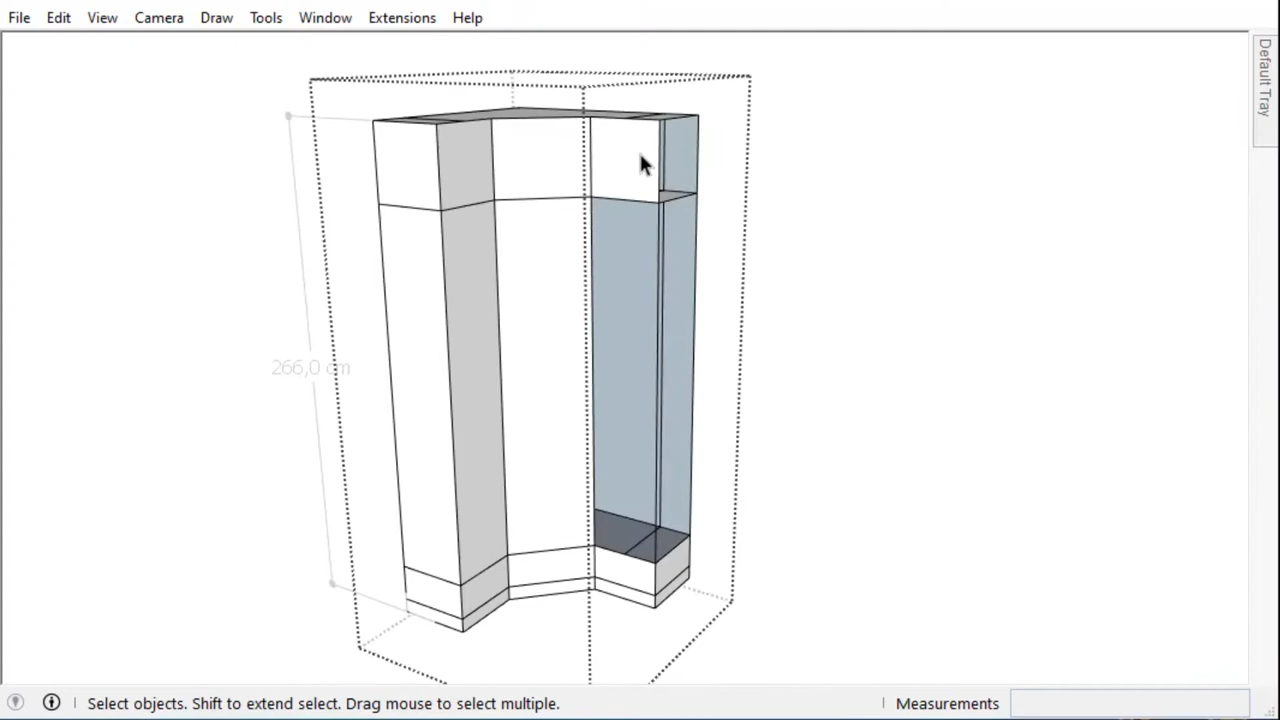 File Edit View Camera Draw Tools Window Extensions Help
Default Tray
266,0 cm
Select objects. Shift to extend select. Drag mouse to select multiple.
Measurements